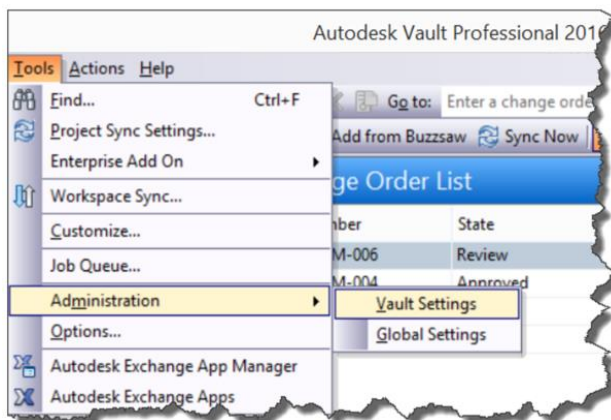 Autodesk Vault Professional 201
Tools Actions Help
Find... Ctrl+F
Go to: Enter a change orde
Project Sync Settings...
Add from Buzzsaw Sync Now
Enterprise Add On
ge Order List
Workspace Sync...
Customize...
ber State
Job Queue...
M-006 Review
M-004 Approved
Administration
Vault Settings
Options...
Global Settings
Autodesk Exchange App Manager
Autodesk Exchange Apps